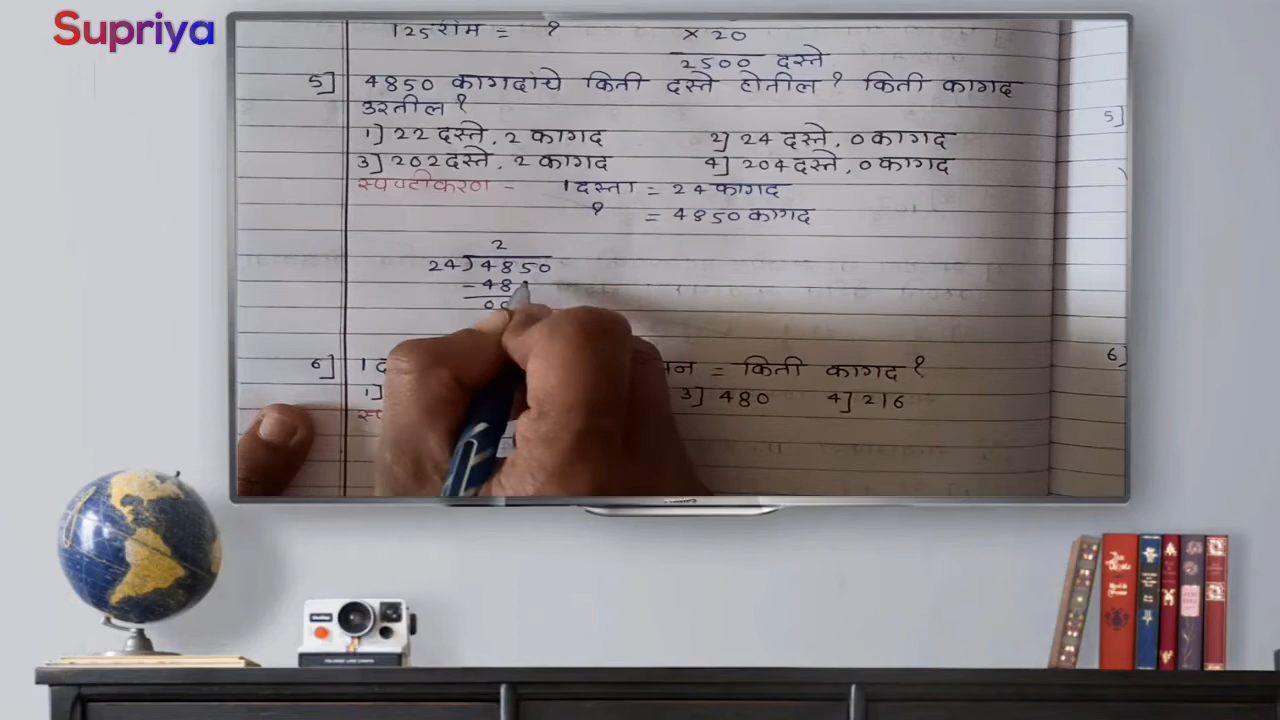 Supriya
125 रीम = ?
× 20
2500 दस्ते
5] 4850 कागदांचे किती दस्ते होतील ? किती कागद
उरतील ?
1] 22 दस्ते, 2 कागद 2] 24 दस्ते, 0 कागद
3] 202 दस्ते, 2 कागद 4] 204 दस्ते, 0 कागद
स्पष्टीकरण - 1 दस्ता = 24 कागद
? = 4850 कागद
2
24) 4850
- 48
00
6] 1 = किती कागद ?
1] 3] 480 4] 216
5]
6]